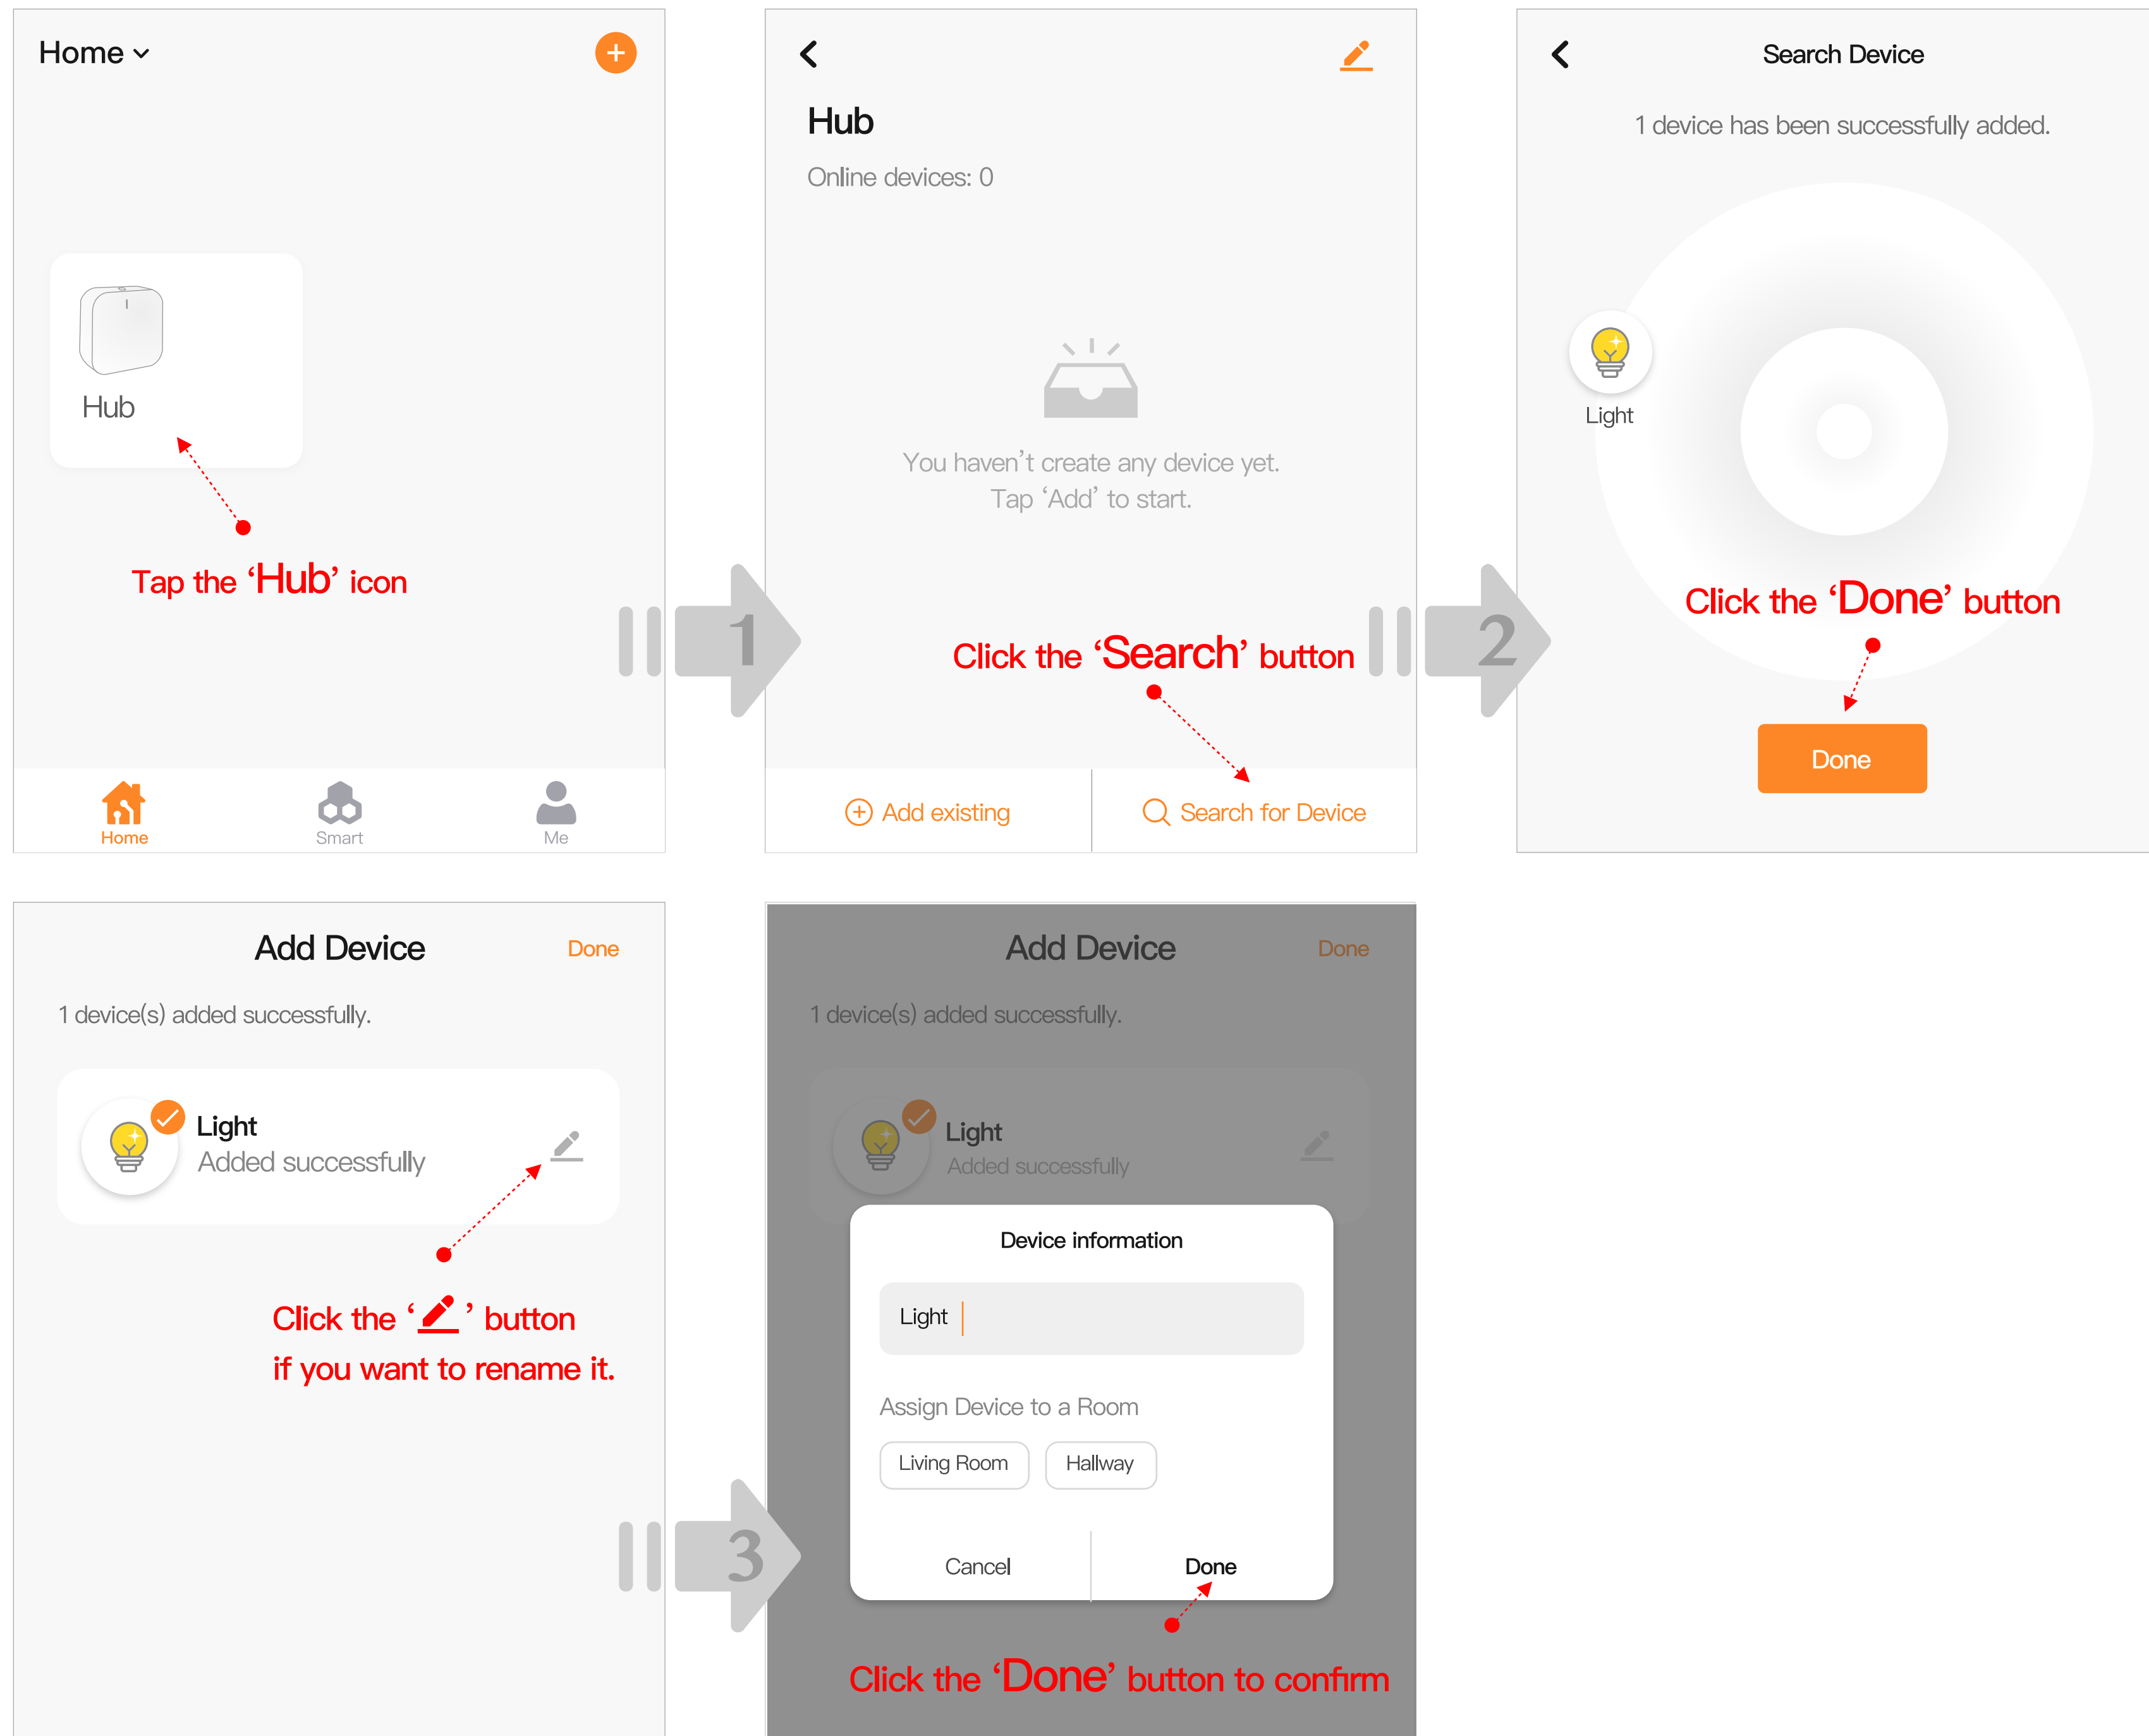 Home
Hub
Tap the ‘Hub’ icon
Home
Smart
Me
1
Hub
Online devices: 0
You haven’t create any device yet.
Tap ‘Add’ to start.
Click the ‘Search’ button
Add existing
Search for Device
2
Search Device
1 device has been successfully added.
Light
Click the ‘Done’ button
Done
Add Device
Done
1 device(s) added successfully.
Light
Added successfully
Click the ‘ ’ button
if you want to rename it.
3
Add Device
Done
1 device(s) added successfully.
Light
Added successfully
Device information
Light
Assign Device to a Room
Living Room
Hallway
Cancel
Done
Click the ‘Done’ button to confirm